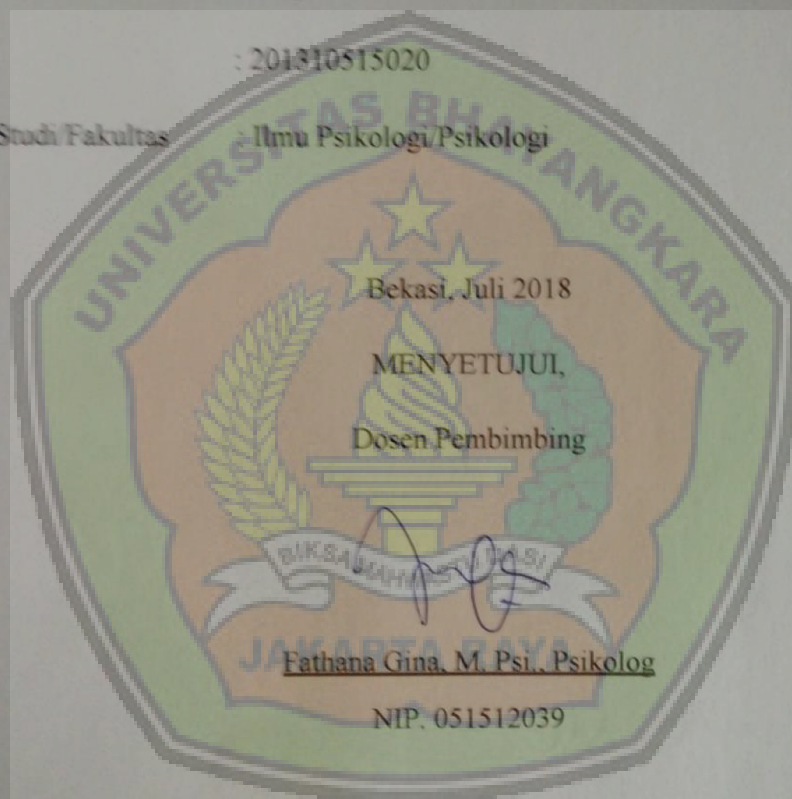 : 201310515020
Studi/Fakultas : Ilmu Psikologi/Psikologi
UNIVERSITAS BHAYANGKARA
Bekasi, Juli 2018
MENYETUJUI,
Dosen Pembimbing
JAKARTA RAYA
Fathana Gina, M. Psi., Psikolog
NIP. 051512039